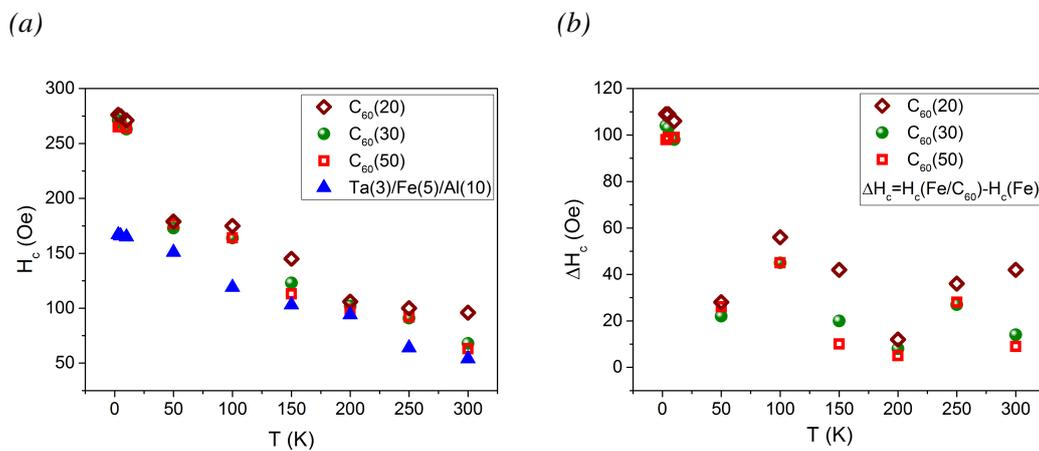 (a)
300
250
200
150
100
50
H_c (Oe)
C₆₀(20)
C₆₀(30)
C₆₀(50)
Ta(3)/Fe(5)/Al(10)
0 50 100 150 200 250 300
T (K)
(b)
120
100
80
60
40
20
0
ΔH_c (Oe)
C₆₀(20)
C₆₀(30)
C₆₀(50)
ΔH_c=H_c(Fe/C₆₀)-H_c(Fe)
0 50 100 150 200 250 300
T (K)